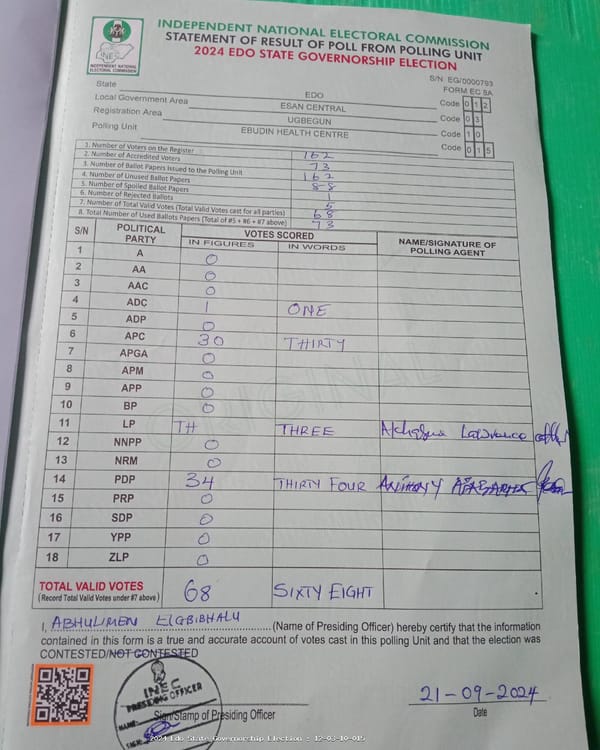 INDEPENDENT NATIONAL ELECTORAL COMMISSION
STATEMENT OF RESULT OF POLL FROM POLLING UNIT
2024 EDO STATE GOVERNORSHIP ELECTION
INEC
INDEPENDENT NATIONAL ELECTORAL COMMISSION
S/N EG/0000793
FORM EC 8A
State EDO Code 0 1 2
Local Government Area ESAN CENTRAL Code 0 3
Registration Area UGBEGUN Code 1 0
Polling Unit EBUDIN HEALTH CENTRE Code 0 1 5
1. Number of Voters on the Register 162
2. Number of Accredited Voters 73
3. Number of Ballot Papers Issued to the Polling Unit 162
4. Number of Unused Ballot Papers 88
5. Number of Spoiled Ballot Papers
6. Number of Rejected Ballots 5
7. Number of Total Valid Votes (Total Valid Votes cast for all parties) 68
8. Total Number of Used Ballots Papers (Total of #5 + #6 + #7 above) 73
S/N POLITICAL PARTY VOTES SCORED NAME/SIGNATURE OF POLLING AGENT
IN FIGURES IN WORDS
1 A 0
2 AA 0
3 AAC 0
4 ADC 1 ONE
5 ADP 0
6 APC 30 THIRTY
7 APGA 0
8 APM 0
9 APP 0
10 BP 0
11 LP TH THREE
12 NNPP 0
13 NRM 0
14 PDP 34 THIRTY FOUR
15 PRP 0
16 SDP 0
17 YPP 0
18 ZLP 0
TOTAL VALID VOTES 68 SIXTY EIGHT
(Record Total Valid Votes under #7 above)
I, ABHULIMEN EIGBIBHALU (Name of Presiding Officer) hereby certify that the information
contained in this form is a true and accurate account of votes cast in this polling Unit and that the election was
CONTESTED/NOT CONTESTED
INEC
PRESIDING OFFICER
NAME:
SIGN:
Sign/Stamp of Presiding Officer
21-09-2024
Date
2024 Edo State Governorship Election - 12-03-10-015
ORIGINAL